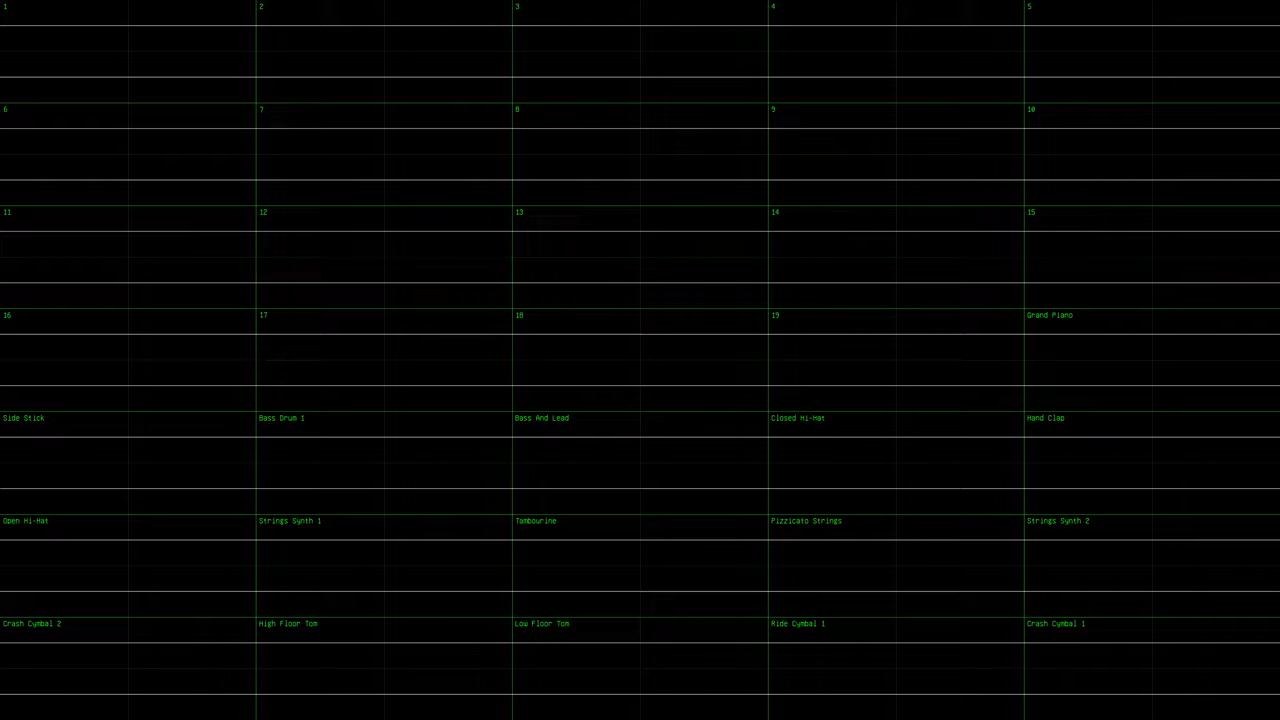 1 2 3 4 5
6 7 8 9 10
11 12 13 14 15
16 17 18 19 Grand Piano
Side Stick Bass Drum 1 Bass And Lead Closed Hi-Hat Hand Clap
Open Hi-Hat Strings Synth 1 Tambourine Pizzicato Strings Strings Synth 2
Crash Cymbal 2 High Floor Tom Low Floor Tom Ride Cymbal 1 Crash Cymbal 1